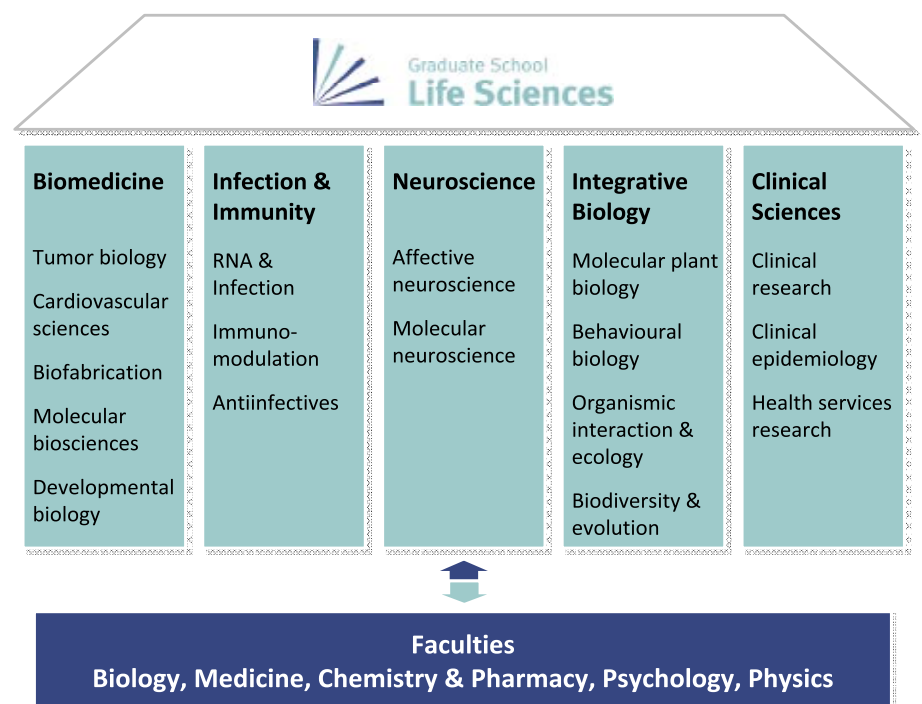 Graduate School
Life Sciences
Biomedicine
Tumor biology
Cardiovascular
sciences
Biofabrication
Molecular
biosciences
Developmental
biology
Infection &
Immunity
RNA &
Infection
Immuno-
modulation
Antiinfectives
Neuroscience
Affective
neuroscience
Molecular
neuroscience
Integrative
Biology
Molecular plant
biology
Behavioural
biology
Organismic
interaction &
ecology
Biodiversity &
evolution
Clinical
Sciences
Clinical
research
Clinical
epidemiology
Health services
research
Faculties
Biology, Medicine, Chemistry & Pharmacy, Psychology, Physics